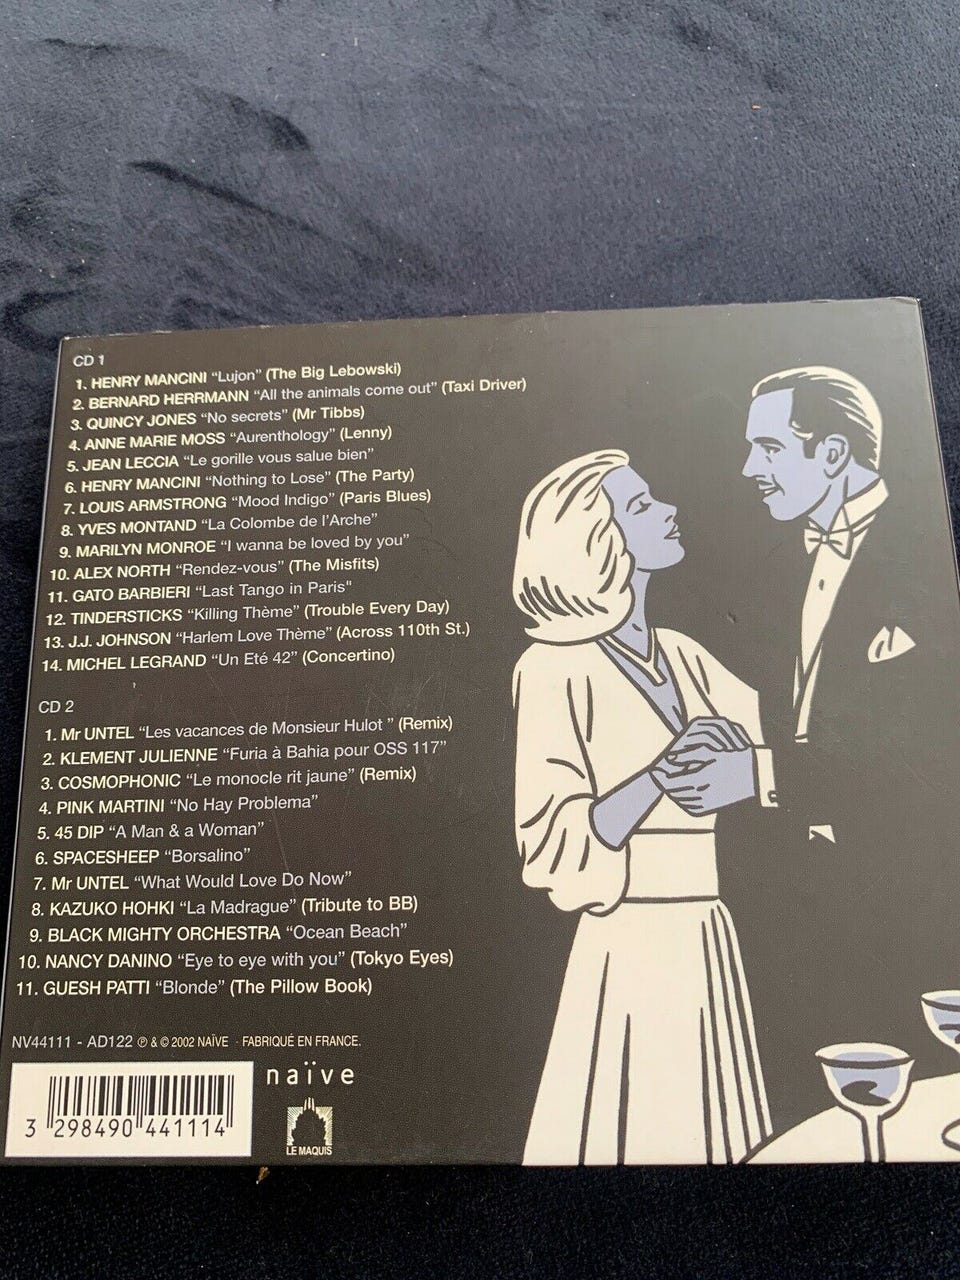 CD 1
1. HENRY MANCINI “Lujon” (The Big Lebowski)
2. BERNARD HERRMANN “All the animals come out” (Taxi Driver)
3. QUINCY JONES “No secrets” (Mr Tibbs)
4. ANNE MARIE MOSS “Aurenthology” (Lenny)
5. JEAN LECCIA “Le gorille vous salue bien”
6. HENRY MANCINI “Nothing to Lose” (The Party)
7. LOUIS ARMSTRONG “Mood Indigo” (Paris Blues)
8. YVES MONTAND “La Colombe de l’Arche”
9. MARILYN MONROE “I wanna be loved by you”
10. ALEX NORTH “Rendez-vous” (The Misfits)
11. GATO BARBIERI “Last Tango in Paris"
12. TINDERSTICKS “Killing Thème” (Trouble Every Day)
13. J.J. JOHNSON “Harlem Love Thème” (Across 110th St.)
14. MICHEL LEGRAND “Un Eté 42” (Concertino)
CD 2
1. Mr UNTEL “Les vacances de Monsieur Hulot ” (Remix)
2. KLEMENT JULIENNE “Furia à Bahia pour OSS 117”
3. COSMOPHONIC “Le monocle rit jaune” (Remix)
4. PINK MARTINI “No Hay Problema”
5. 45 DIP “A Man & a Woman”
6. SPACESHEEP “Borsalino”
7. Mr UNTEL “What Would Love Do Now”
8. KAZUKO HOHKI “La Madrague” (Tribute to BB)
9. BLACK MIGHTY ORCHESTRA “Ocean Beach”
10. NANCY DANINO “Eye to eye with you” (Tokyo Eyes)
11. GUESH PATTI “Blonde” (The Pillow Book)
NV44111 - AD122 ℗ & © 2002 NAÏVE · FABRIQUÉ EN FRANCE.
naïve
3 298490 441114
LE MAQUIS